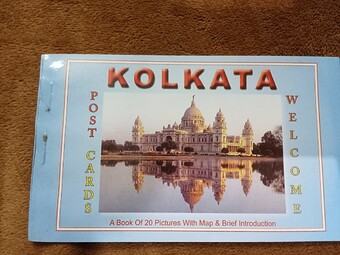 KOLKATA
POST CARDS
WELCOME
A Book Of 20 Pictures With Map & Brief Introduction